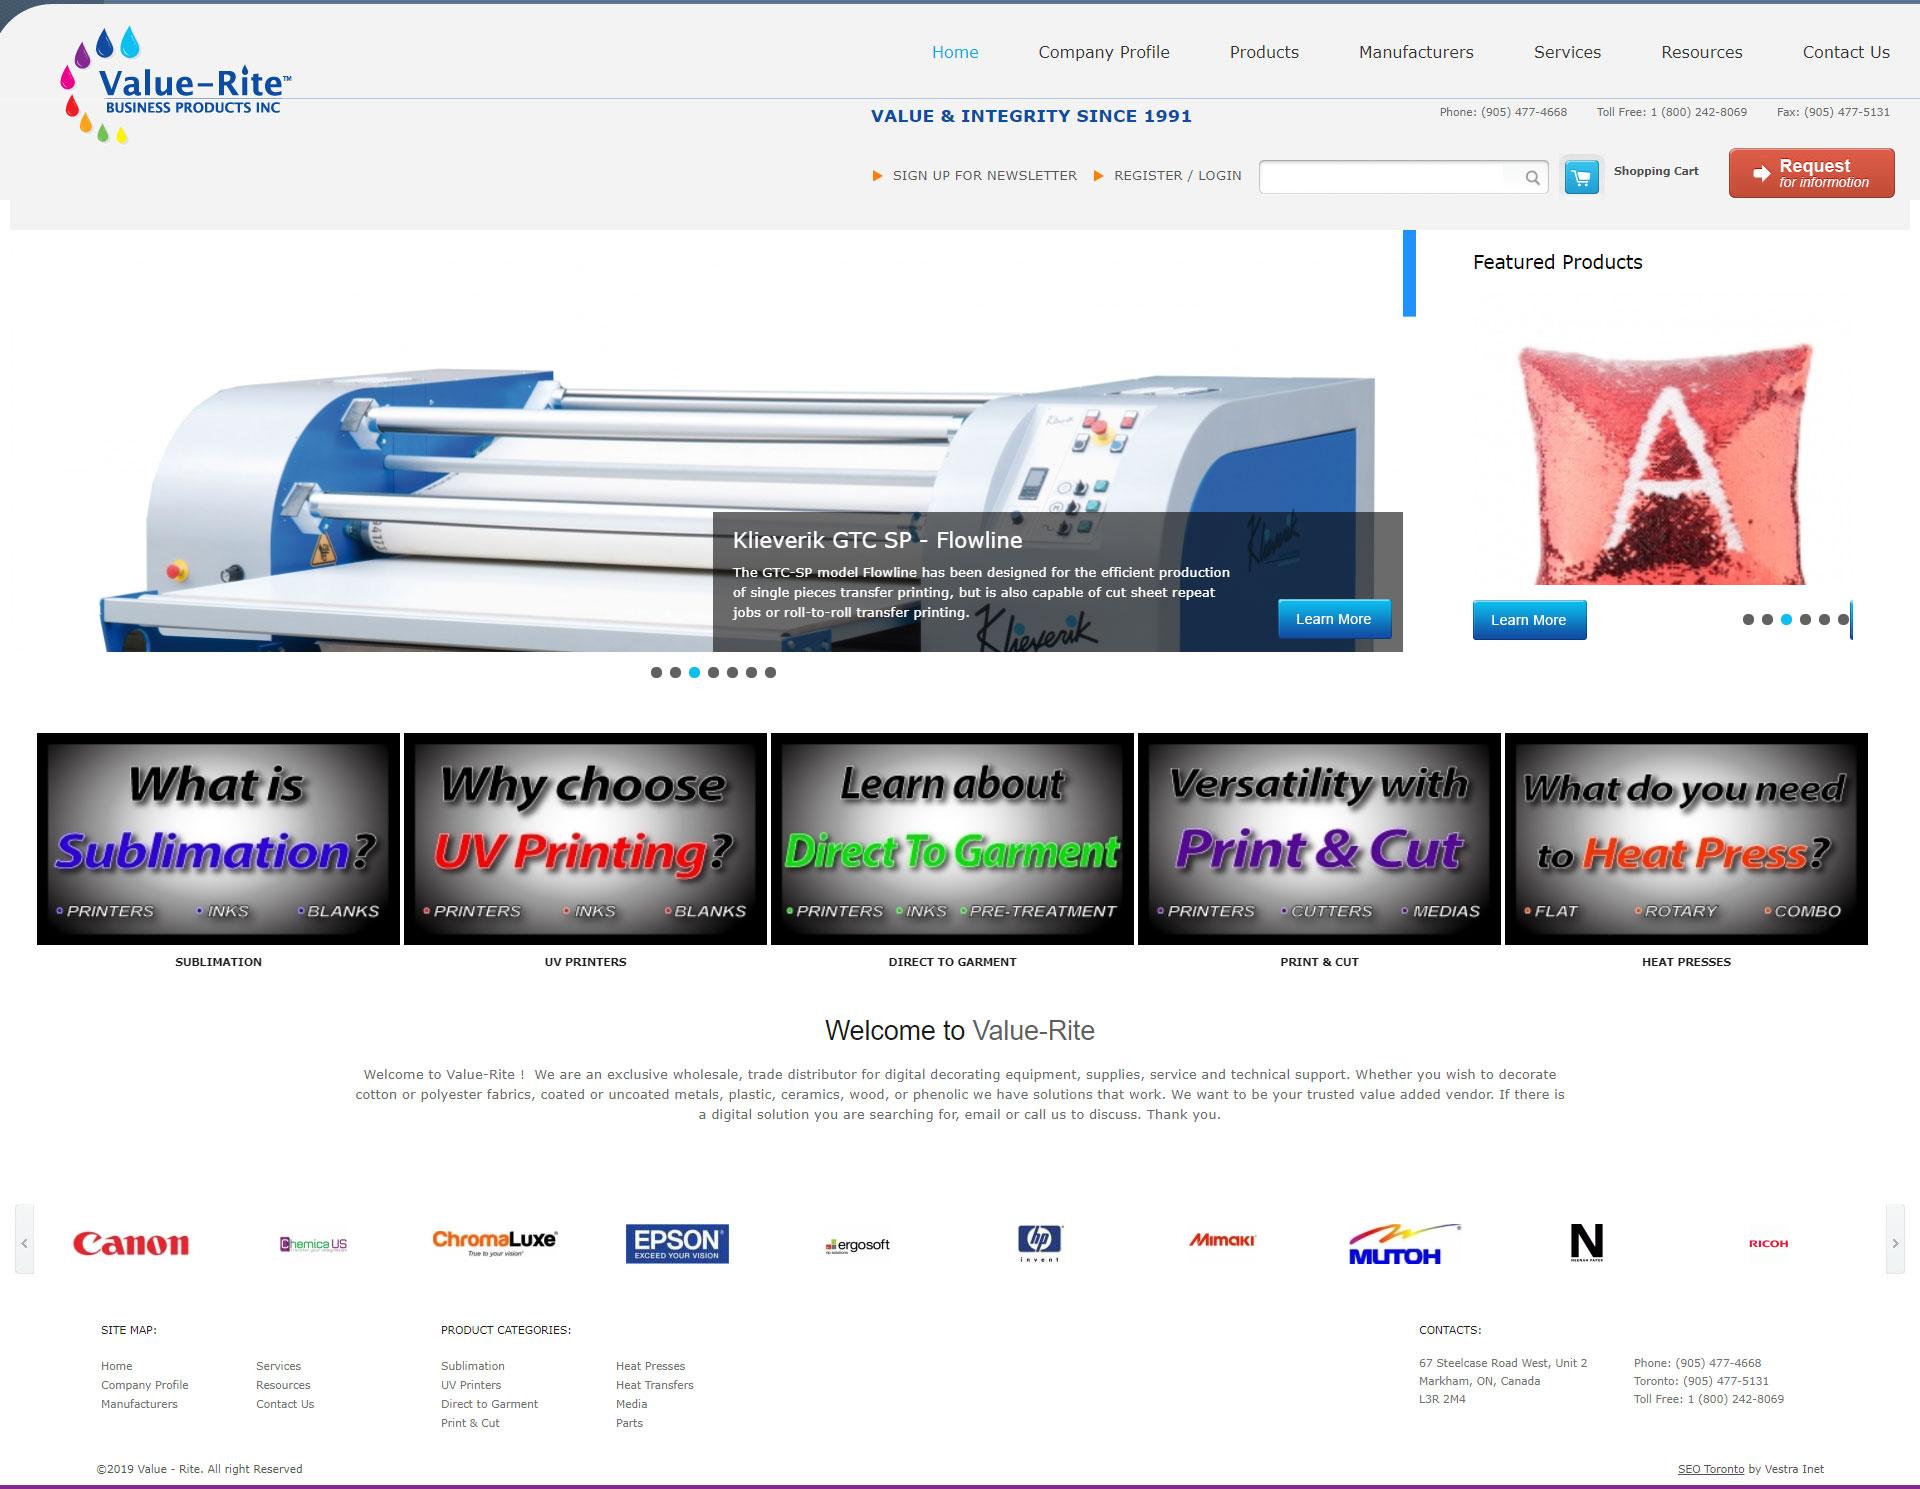 Value-Rite™
BUSINESS PRODUCTS INC
Home Company Profile Products Manufacturers Services Resources Contact Us
VALUE & INTEGRITY SINCE 1991
Phone: (905) 477-4668 Toll Free: 1 (800) 242-8069 Fax: (905) 477-5131
SIGN UP FOR NEWSLETTER REGISTER / LOGIN
Shopping Cart
Request
for informotion
Featured Products
A
Klieverik
Klieverik GTC SP - Flowline
The GTC-SP model Flowline has been designed for the efficient production
of single pieces transfer printing, but is also capable of cut sheet repeat
jobs or roll-to-roll transfer printing.
Learn More
Klieverik
Learn More
What is
Sublimation?
PRINTERS INKS BLANKS
Why choose
UV Printing?
PRINTERS INKS BLANKS
Learn about
Direct To Garment
PRINTERS INKS PRE-TREATMENT
Versatility with
Print & Cut
PRINTERS CUTTERS MEDIAS
What do you need
to Heat Press?
FLAT ROTARY COMBO
SUBLIMATION
UV PRINTERS
DIRECT TO GARMENT
PRINT & CUT
HEAT PRESSES
Welcome to Value-Rite
Welcome to Value-Rite ! We are an exclusive wholesale, trade distributor for digital decorating equipment, supplies, service and technical support. Whether you wish to decorate
cotton or polyester fabrics, coated or uncoated metals, plastic, ceramics, wood, or phenolic we have solutions that work. We want to be your trusted value added vendor. If there is
a digital solution you are searching for, email or call us to discuss. Thank you.
Canon
Chemica US
ChromaLuxe
True to your vision
EPSON
EXCEED YOUR VISION
ergosoft
hp
invent
Mimaki
MUTOH
N
RICOH
SITE MAP:
Home
Company Profile
Manufacturers
Services
Resources
Contact Us
PRODUCT CATEGORIES:
Sublimation
UV Printers
Direct to Garment
Print & Cut
Heat Presses
Heat Transfers
Media
Parts
CONTACTS:
67 Steelcase Road West, Unit 2
Markham, ON, Canada
L3R 2M4
Phone: (905) 477-4668
Toronto: (905) 477-5131
Toll Free: 1 (800) 242-8069
©2019 Value - Rite. All right Reserved
SEO Toronto by Vestra Inet